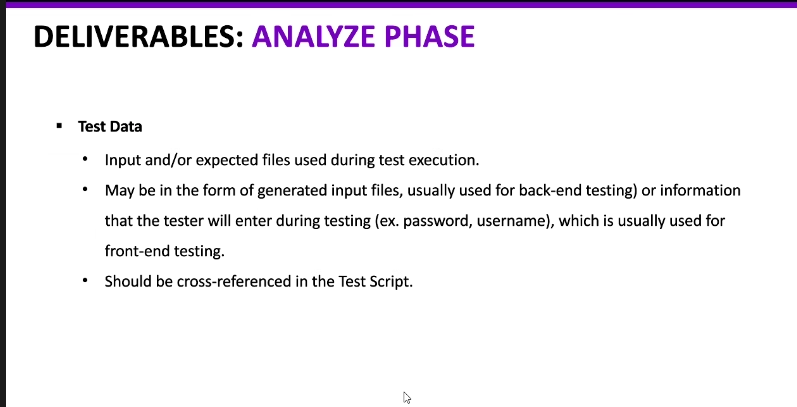 DELIVERABLES: ANALYZE PHASE
▪ Test Data
• Input and/or expected files used during test execution.
• May be in the form of generated input files, usually used for back-end testing) or information
that the tester will enter during testing (ex. password, username), which is usually used for
front-end testing.
• Should be cross-referenced in the Test Script.